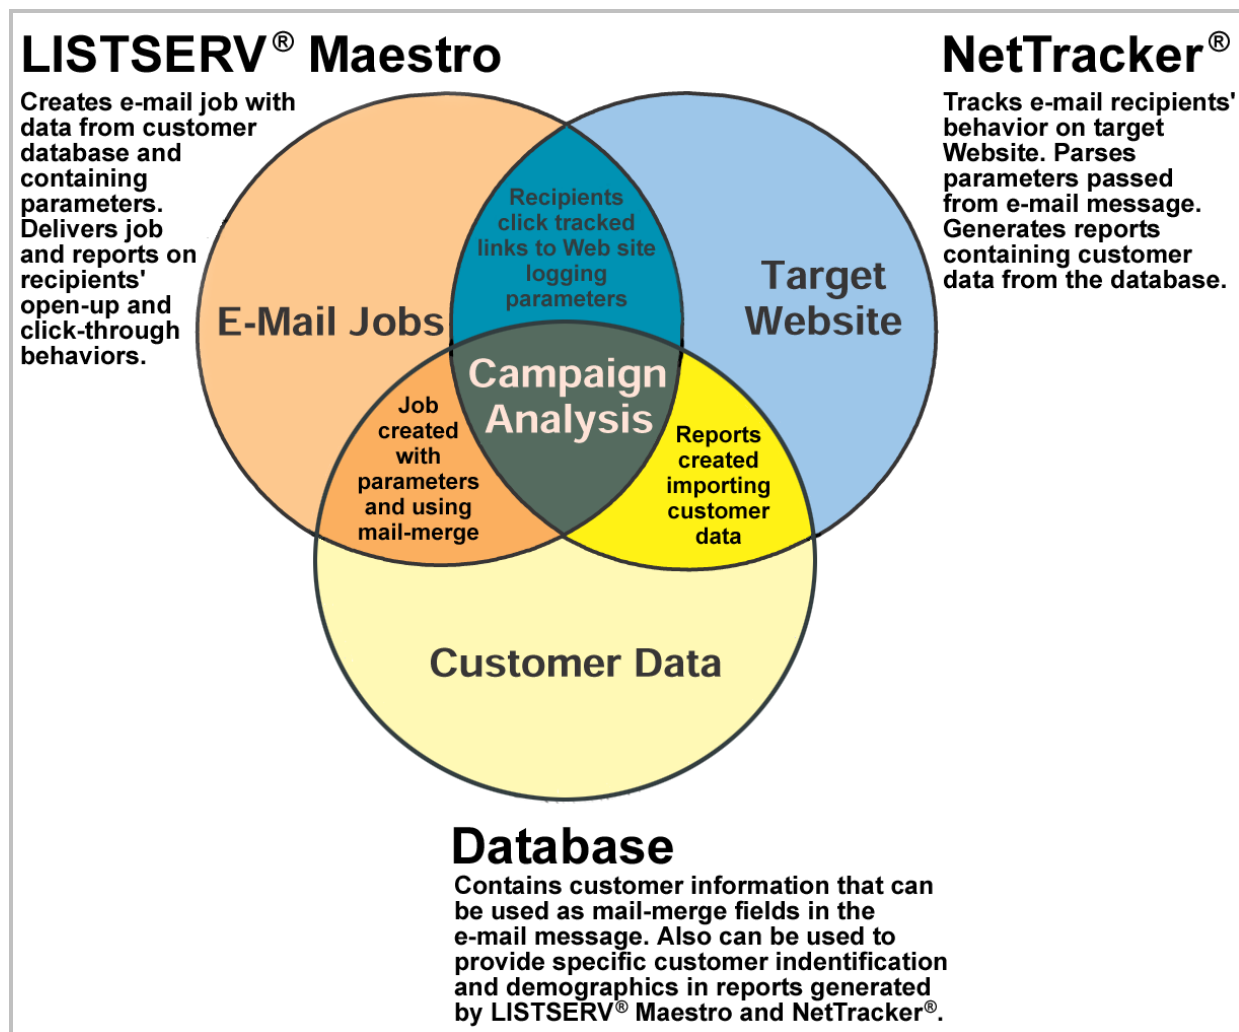 LISTSERV® Maestro
Creates e-mail job with
data from customer
database and
containing
parameters.
Delivers job
and reports on
recipients'
open-up and
click-through
behaviors.
NetTracker®
Tracks e-mail recipients'
behavior on target
Website. Parses
parameters passed
from e-mail message.
Generates reports
containing customer
data from the database.
Recipients
click tracked
links to Web site
logging
parameters
E-Mail Jobs
Target
Website
Campaign
Analysis
Job
created
with
parameters
and using
mail-merge
Reports
created
importing
customer
data
Customer Data
Database
Contains customer information that can
be used as mail-merge fields in the
e-mail message. Also can be used to
provide specific customer indentification
and demographics in reports generated
by LISTSERV® Maestro and NetTracker®.